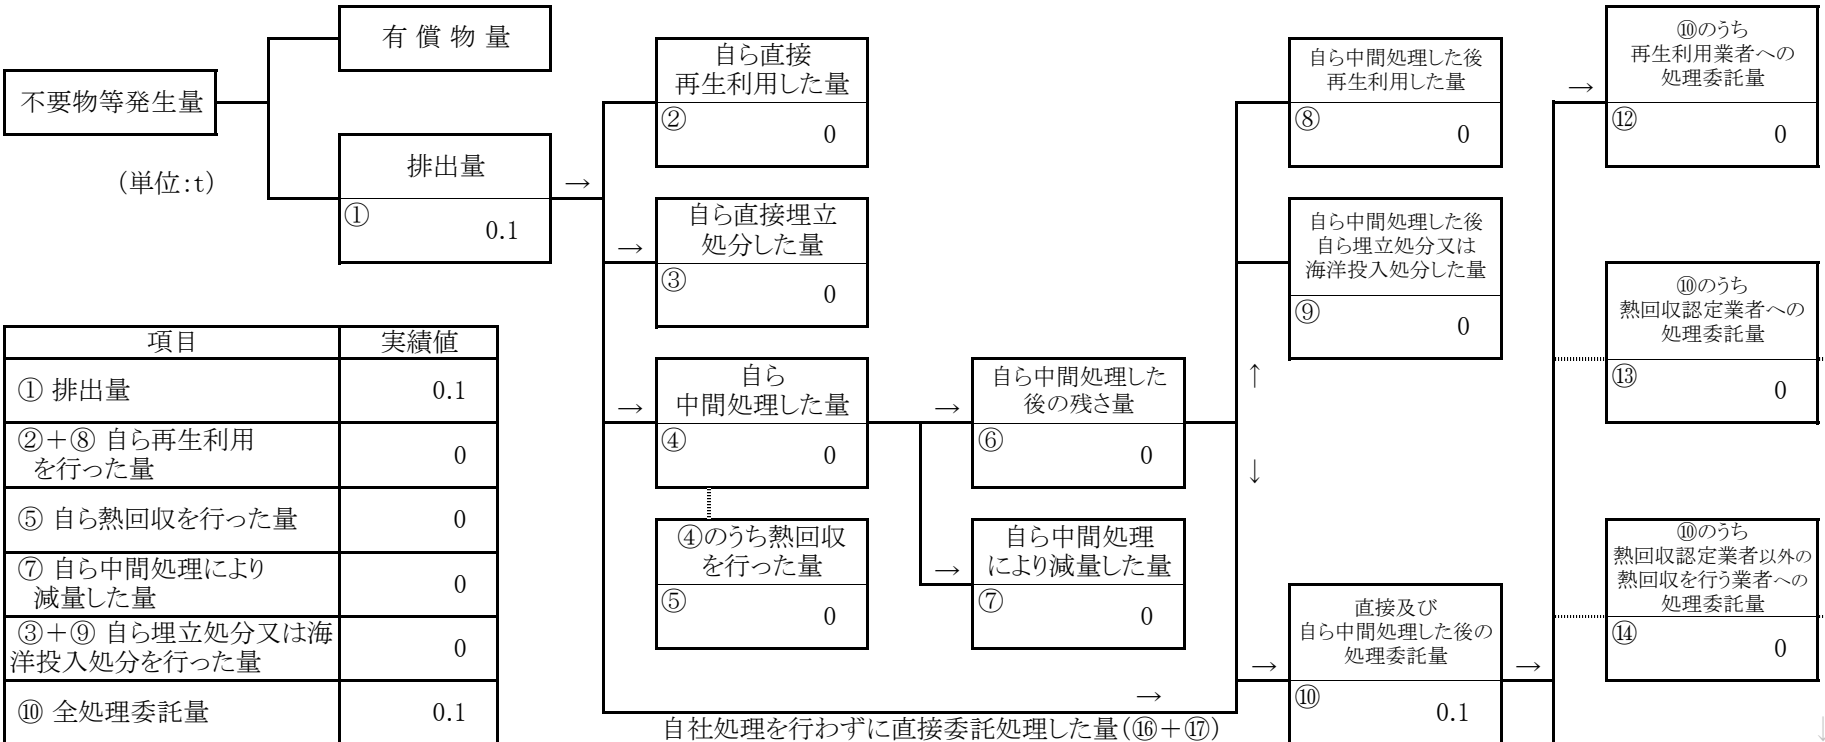 有 償 物 量
不要物等発生量
（単位：t）
排出量
①
0.1
→
自ら直接
再生利用した量
②
0
→
自ら直接埋立
処分した量
③
0
→
自ら
中間処理した量
④
0
④のうち熱回収
を行った量
⑤
0
→
自ら中間処理した
後の残さ量
⑥
0
→
自ら中間処理
により減量した量
⑦
0
↑
↓
自ら中間処理した後
再生利用した量
⑧
0
自ら中間処理した後
自ら埋立処分又は
海洋投入処分した量
⑨
0
→
直接及び
自ら中間処理した後の
処理委託量
⑩
0.1
→
→
自社処理を行わずに直接委託処理した量（⑯＋⑰）
→
⑩のうち
再生利用業者への
処理委託量
⑫
0
⑩のうち
熱回収認定業者への
処理委託量
⑬
0
⑩のうち
熱回収認定業者以外の
熱回収を行う業者への
処理委託量
⑭
0
↓
項目 実績値
① 排出量 0.1
②＋⑧ 自ら再生利用
を行った量 0
⑤ 自ら熱回収を行った量 0
⑦ 自ら中間処理により
減量した量 0
③＋⑨ 自ら埋立処分又は海
洋投入処分を行った量 0
⑩ 全処理委託量 0.1